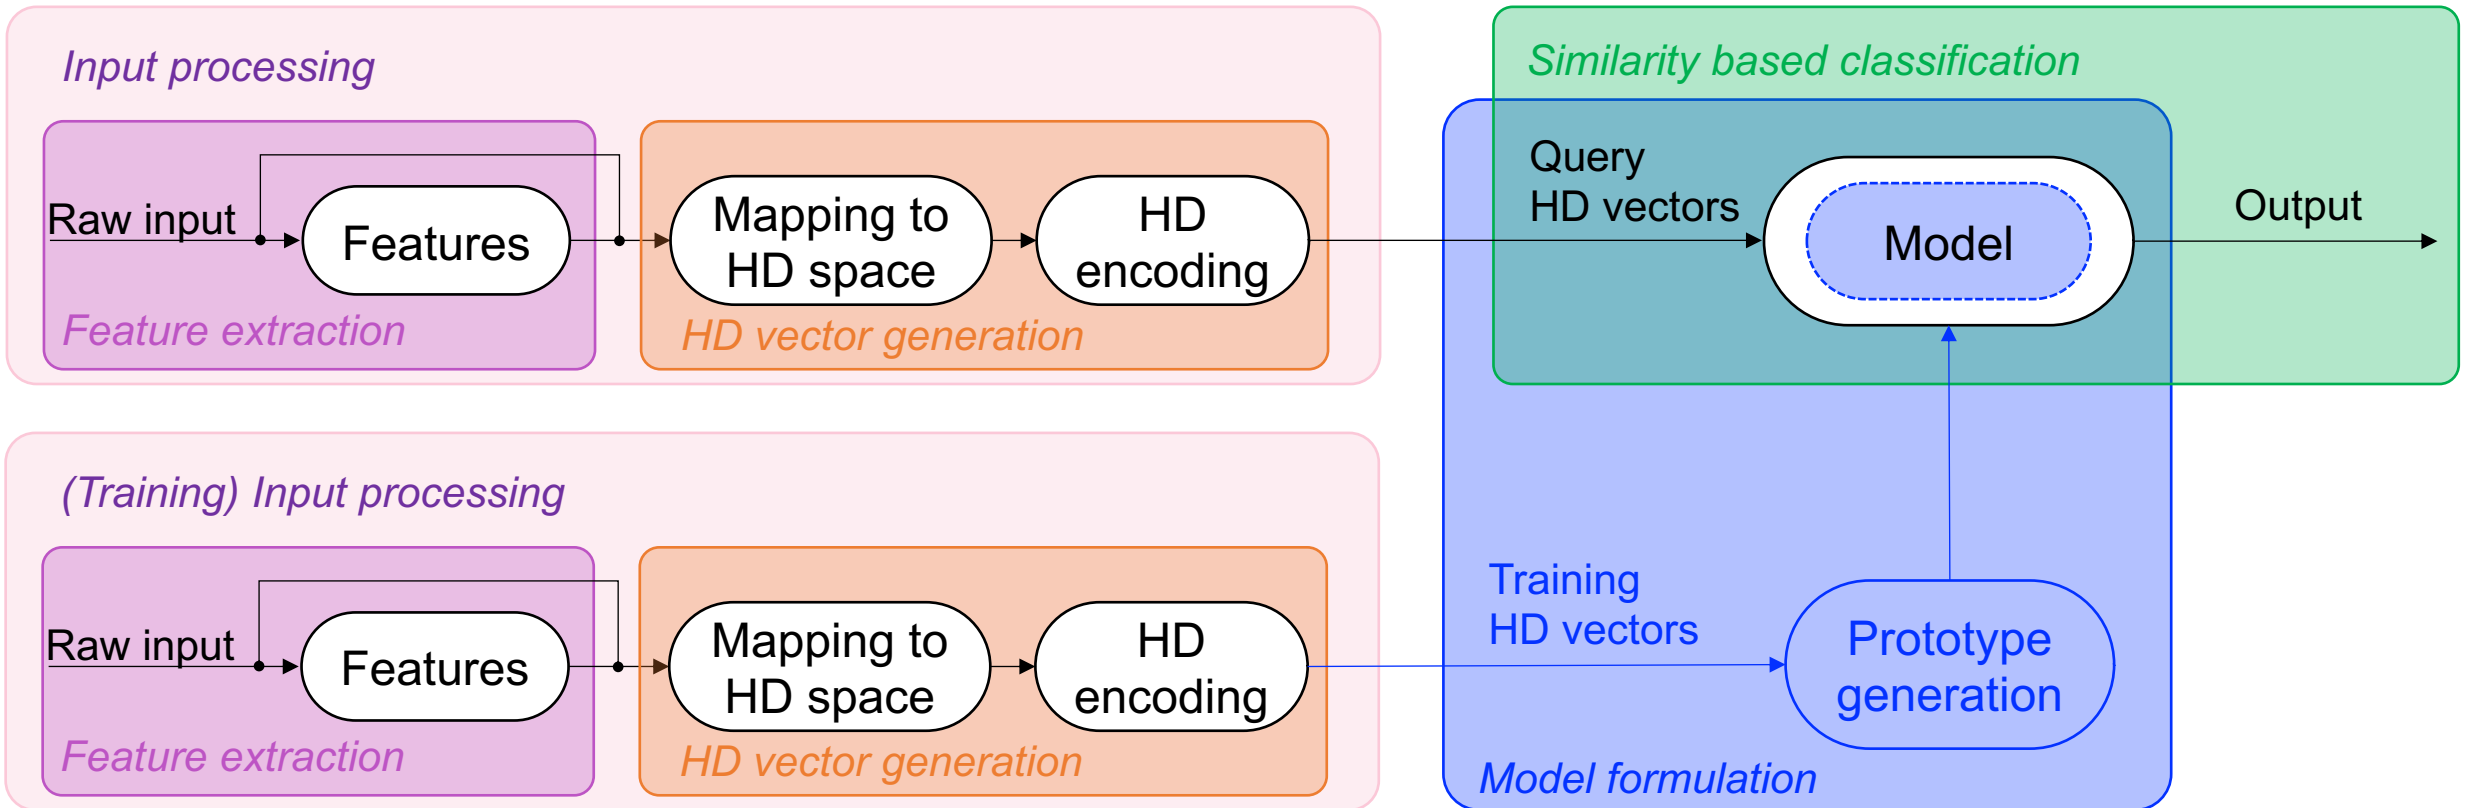 Input processing
Raw input
Features
Feature extraction
Mapping to
HD space
HD
encoding
HD vector generation
Similarity based classification
Query
HD vectors
Model
Output
(Training) Input processing
Raw input
Features
Feature extraction
Mapping to
HD space
HD
encoding
HD vector generation
Training
HD vectors
Prototype
generation
Model formulation